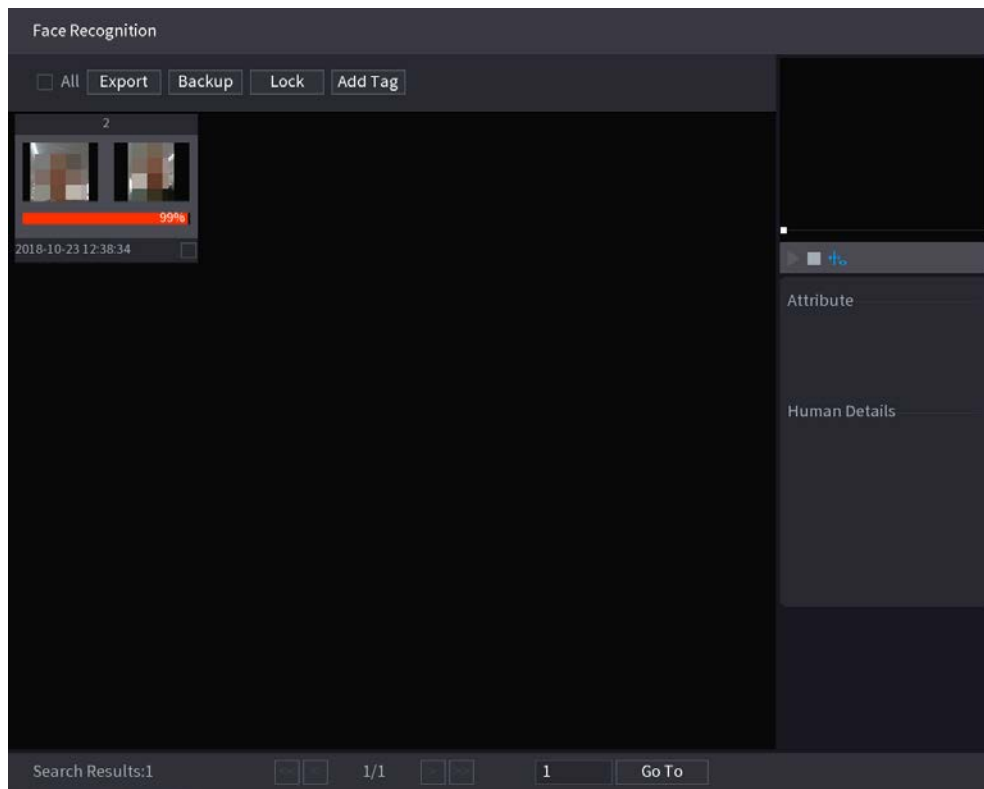 Face Recognition
All Export Backup Lock Add Tag
2
99%
2018-10-23 12:38:34
Attribute
Human Details
Search Results:1 1/1 1 Go To